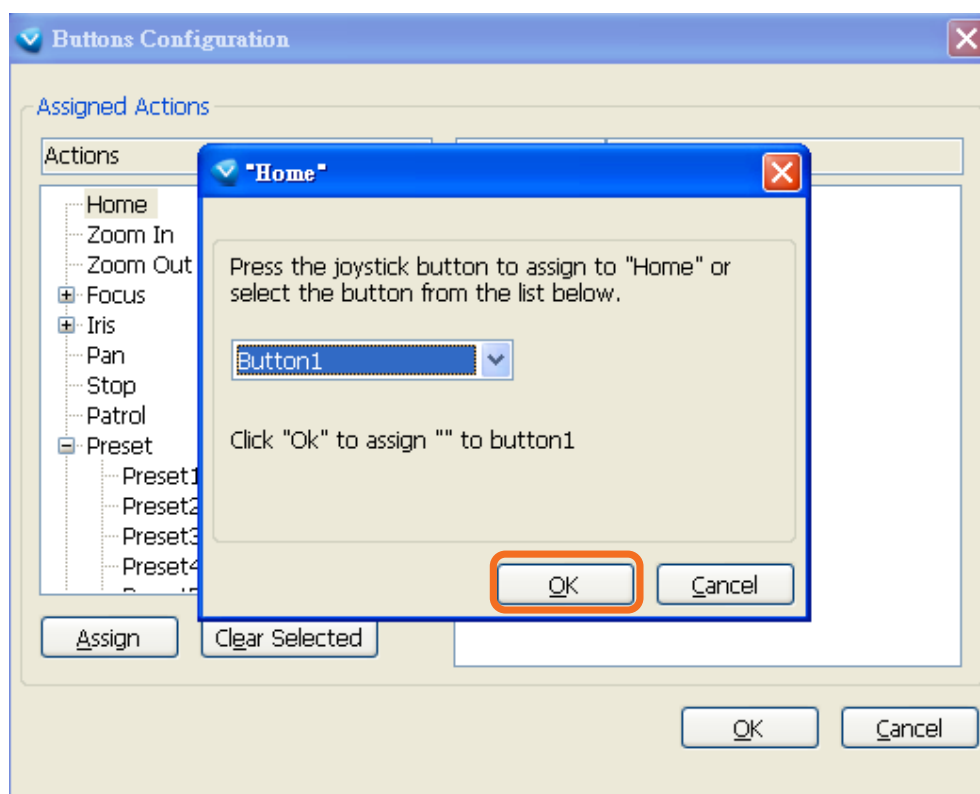 Buttons Configuration
Assigned Actions
Actions
"Home"
Home
Zoom In
Zoom Out
Focus
Iris
Pan
Stop
Patrol
Preset
Preset1
Preset2
Preset3
Preset4
Press the joystick button to assign to "Home" or
select the button from the list below.
Button1
Click "Ok" to assign "" to button1
OK Cancel
Assign Clear Selected
OK Cancel